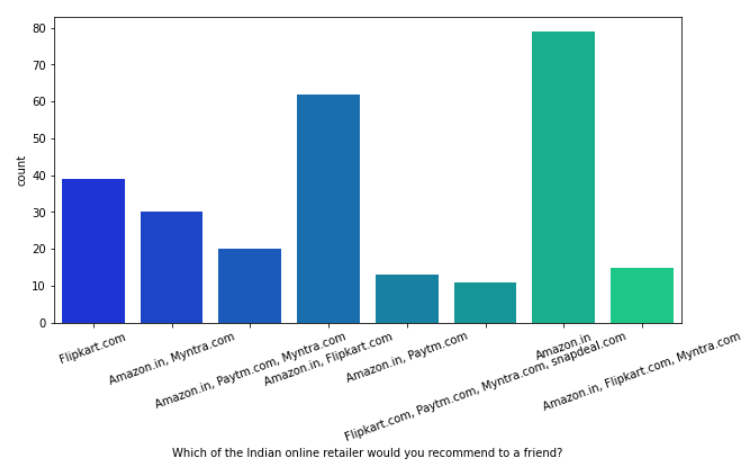 count
80
70
60
50
40
30
20
10
0
Flipkart.com
Amazon.in, Myntra.com
Amazon.in, Paytm.com, Myntra.com
Amazon.in, Flipkart.com
Amazon.in, Paytm.com
Flipkart.com, Paytm.com, Myntra.com, snapdeal.com
Amazon.in
Amazon.in, Flipkart.com, Myntra.com
Which of the Indian online retailer would you recommend to a friend?